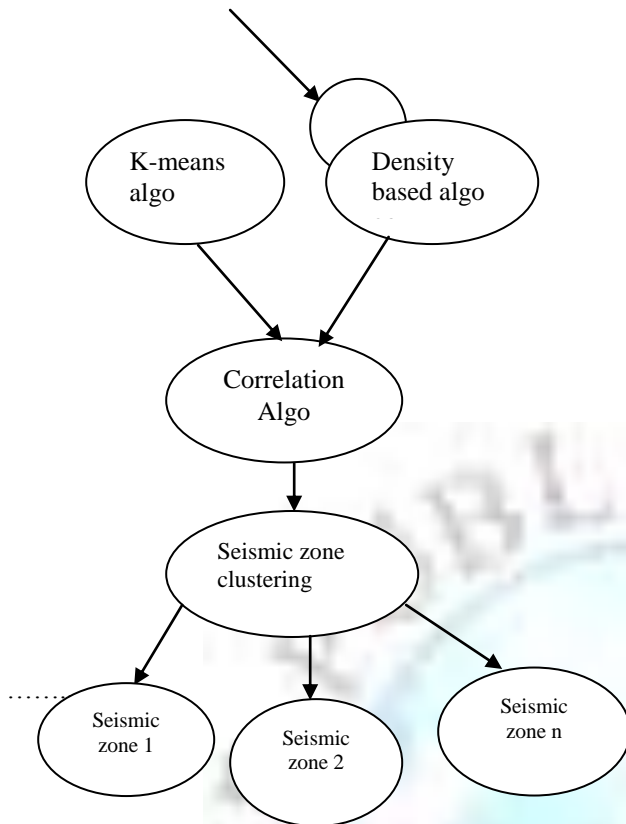 K-means
algo
Density
based algo
Correlation
Algo
Seismic zone
clustering
Seismic
zone 1
Seismic
zone 2
Seismic
zone n